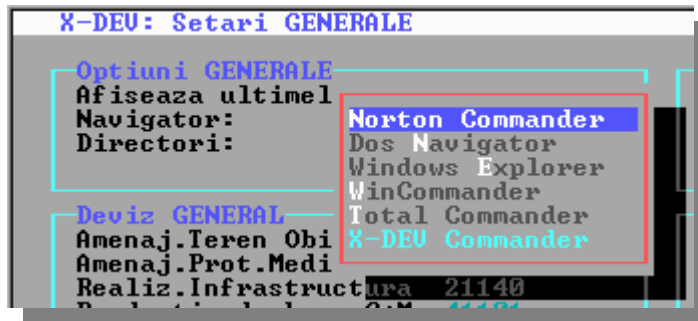 X-DEV: Setari GENERALE
Optiuni GENERALE
Afiseaza ultimel
Navigator:
Directori:
Norton Commander
Dos Navigator
Windows Explorer
WinCommander
Total Commander
X-DEV Commander
Deviz GENERAL
Amenaj.Teren Obi
Amenaj.Prot.Medi
Realiz.Infrastructura 21140